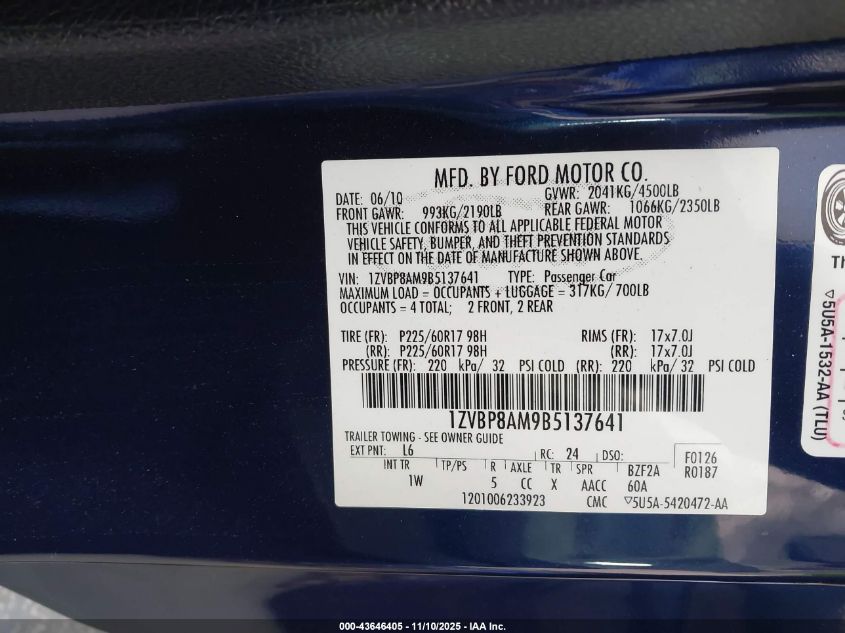 MFD. BY FORD MOTOR CO.
DATE: 06/10 GVWR: 2041KG/4500LB
FRONT GAWR: 993KG/2190LB REAR GAWR: 1066KG/2350LB
THIS VEHICLE CONFORMS TO ALL APPLICABLE FEDERAL MOTOR
VEHICLE SAFETY, BUMPER, AND THEFT PREVENTION STANDARDS
IN EFFECT ON THE DATE OF MANUFACTURE SHOWN ABOVE.
VIN: 1ZVBP8AM9B5137641 TYPE: Passenger Car
MAXIMUM LOAD = OCCUPANTS + LUGGAGE = 317KG/700LB
OCCUPANTS = 4 TOTAL; 2 FRONT, 2 REAR
TIRE (FR): P225/60R17 98H RIMS (FR): 17x7.0J
(RR): P225/60R17 98H (RR): 17x7.0J
PRESSURE (FR): 220 kPa/ 32 PSI COLD (RR): 220 kPa/ 32 PSI COLD
1ZVBP8AM9B5137641
TRAILER TOWING - SEE OWNER GUIDE
EXT PNT: L6 RC: 24 DSO: F0126
INT TR TP/PS R AXLE TR SPR BZF2A R0187
1W 5 CC X AACC 60A
1201006233923 CMC ▽5U5A-5420472-AA
▽5U5A-1532-AA (TLU)
000-43646405 - 11/10/2025 - IAA Inc.